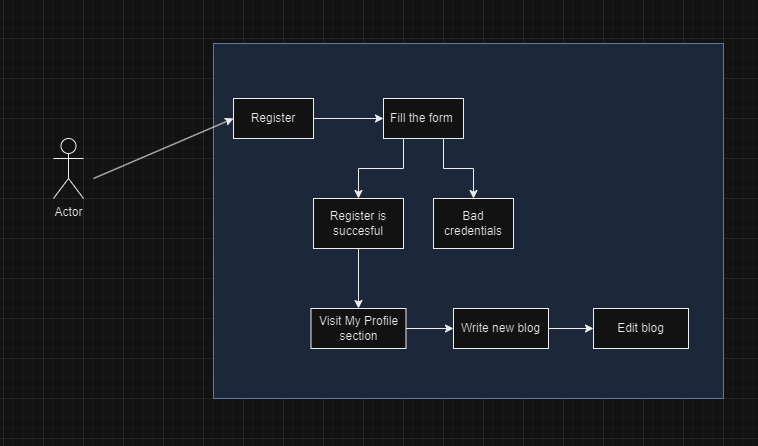 Register
Fill the form
Actor
Register is
succesful
Bad
credentials
Visit My Profile
section
Write new blog
Edit blog